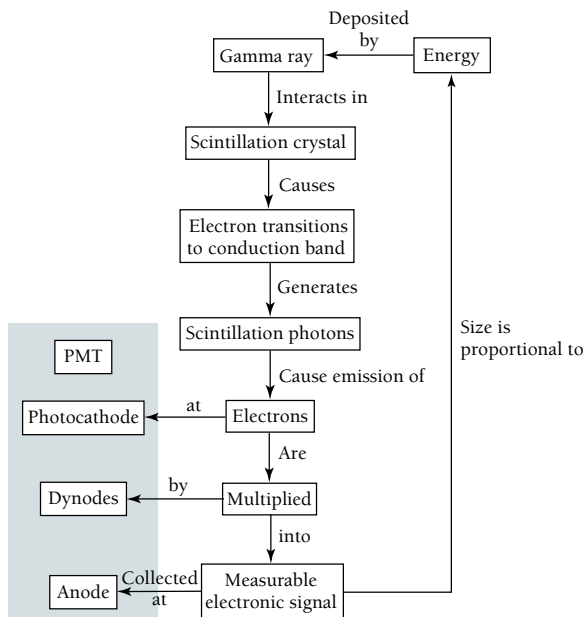 Deposited
by
Gamma ray
Energy
Interacts in
Scintillation crystal
Causes
Electron transitions
to conduction band
Generates
Scintillation photons
Size is
proportional to
PMT
Cause emission of
Photocathode
at
Electrons
Are
Dynodes
by
Multiplied
into
Anode
Collected
at
Measurable
electronic signal